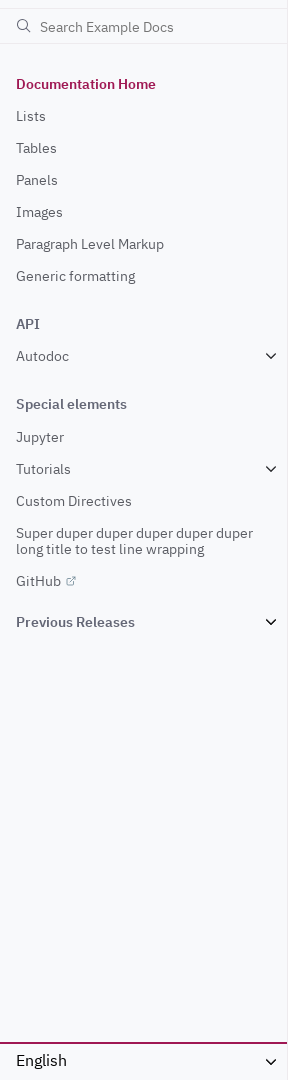 Search Example Docs
Documentation Home
Lists
Tables
Panels
Images
Paragraph Level Markup
Generic formatting
API
Autodoc
Special elements
Jupyter
Tutorials
Custom Directives
Super duper duper duper duper duper
long title to test line wrapping
GitHub
Previous Releases
English